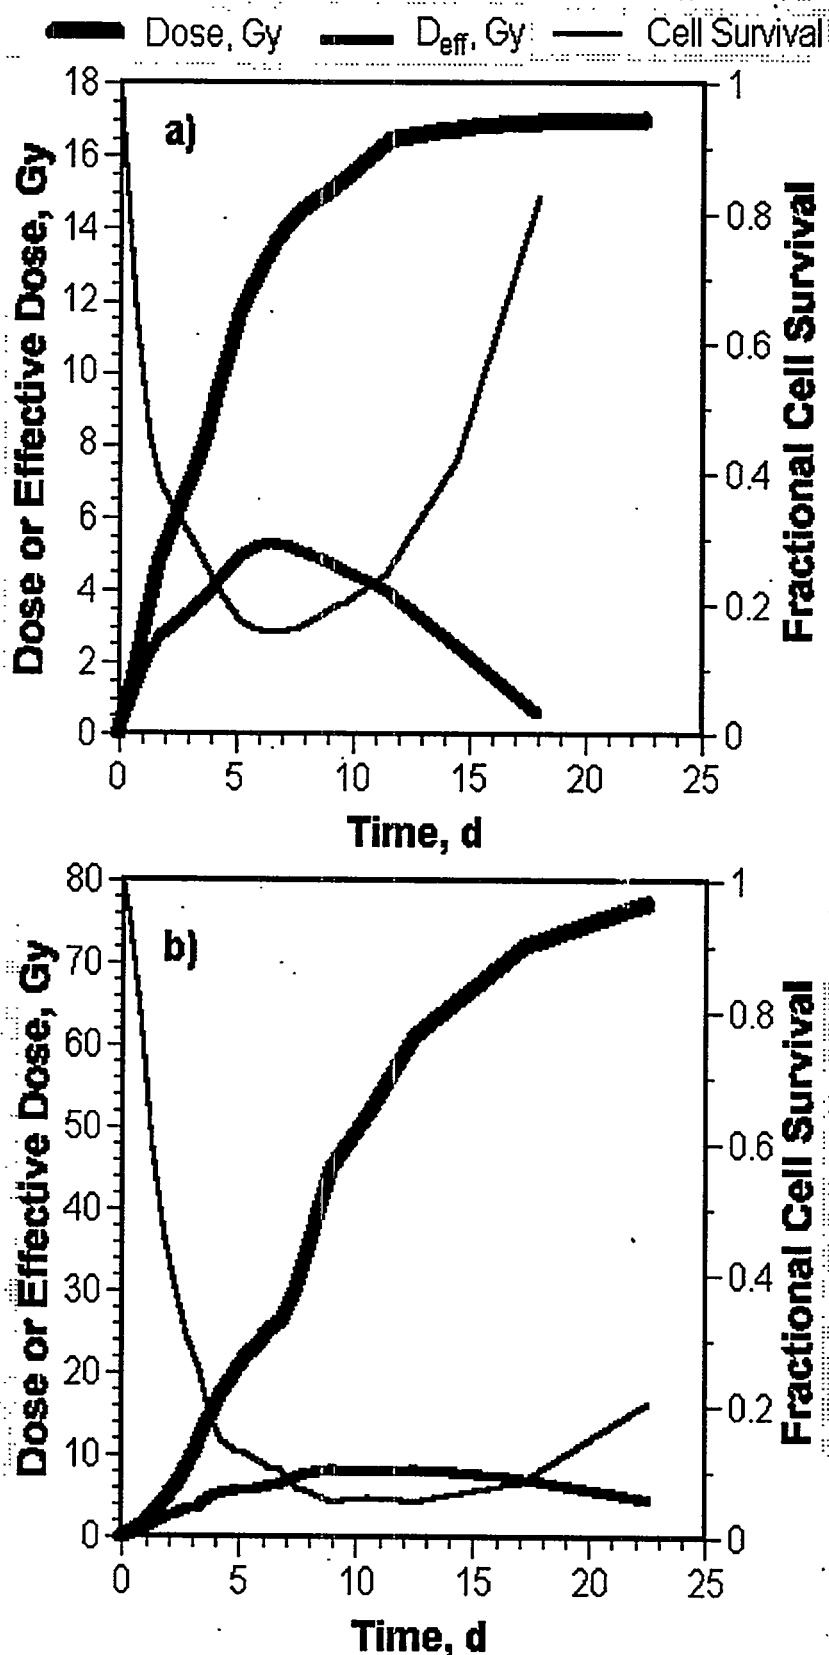 Dose, Gy Deff, Gy Cell Survival
a)
Dose or Effective Dose, Gy
18
16
14
12
10
8
6
4
2
0
Fractional Cell Survival
1
0.8
0.6
0.4
0.2
0
0 5 10 15 20 25
Time, d
b)
Dose or Effective Dose, Gy
80
70
60
50
40
30
20
10
0
Fractional Cell Survival
1
0.8
0.6
0.4
0.2
0
0 5 10 15 20 25
Time, d